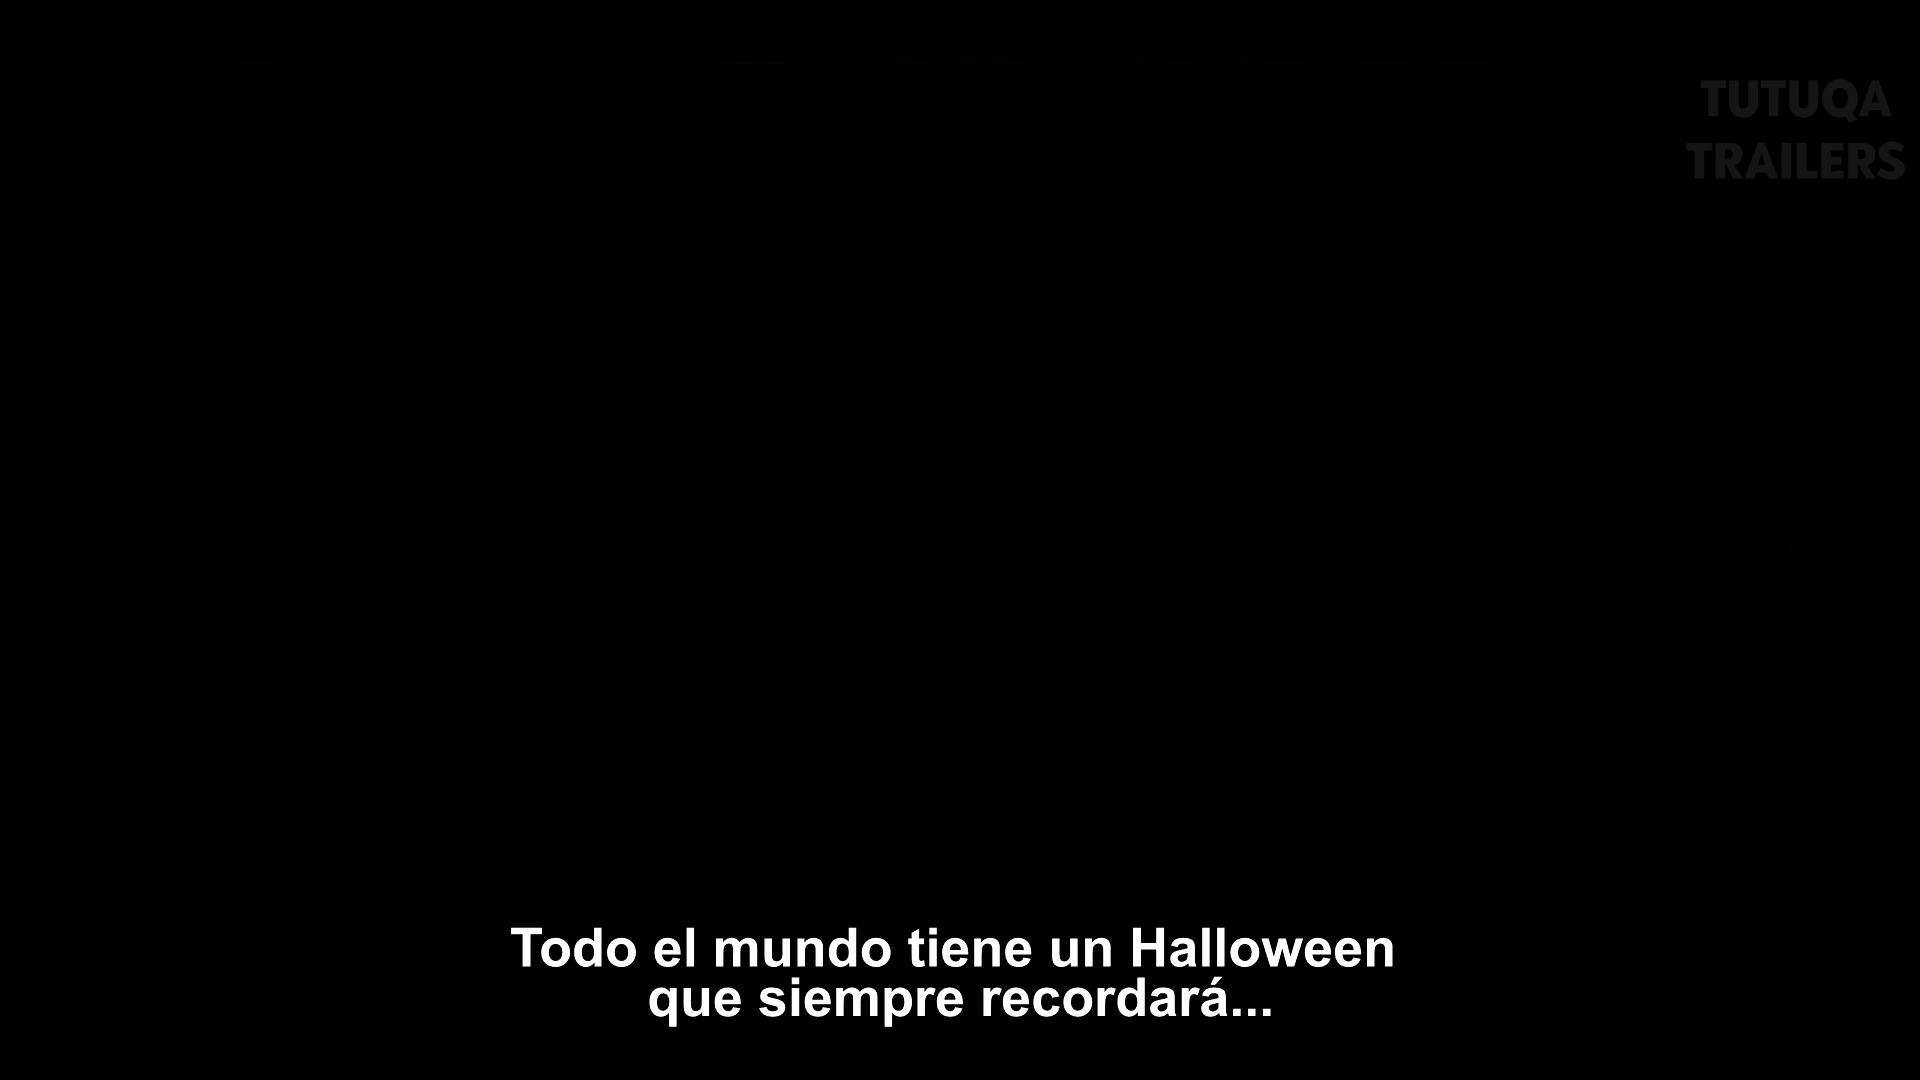 TUTUQA
TRAILERS
Todo el mundo tiene un Halloween
que siempre recordará...